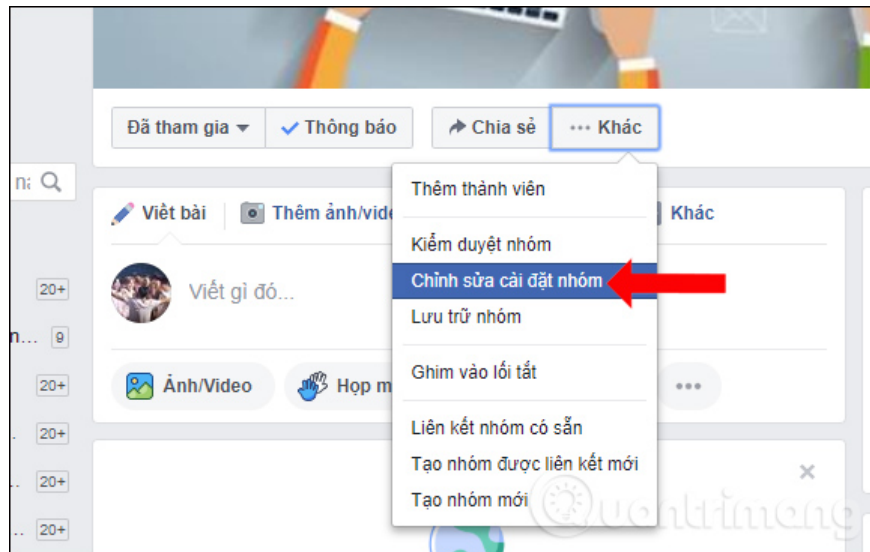 Đã tham gia
Thông báo
Chia sẻ
Khác
Thêm thành viên
Viết bài
Thêm ảnh/vide
Khác
Kiểm duyệt nhóm
Chỉnh sửa cài đặt nhóm
Viết gì đó...
20+
Lưu trữ nhóm
n... 9
Ghim vào lối tắt
Ảnh/Video
Họp m
20+
Liên kết nhóm có sẵn
20+
Tạo nhóm được liên kết mới
20+
Tạo nhóm mới
Quantrimang
20+